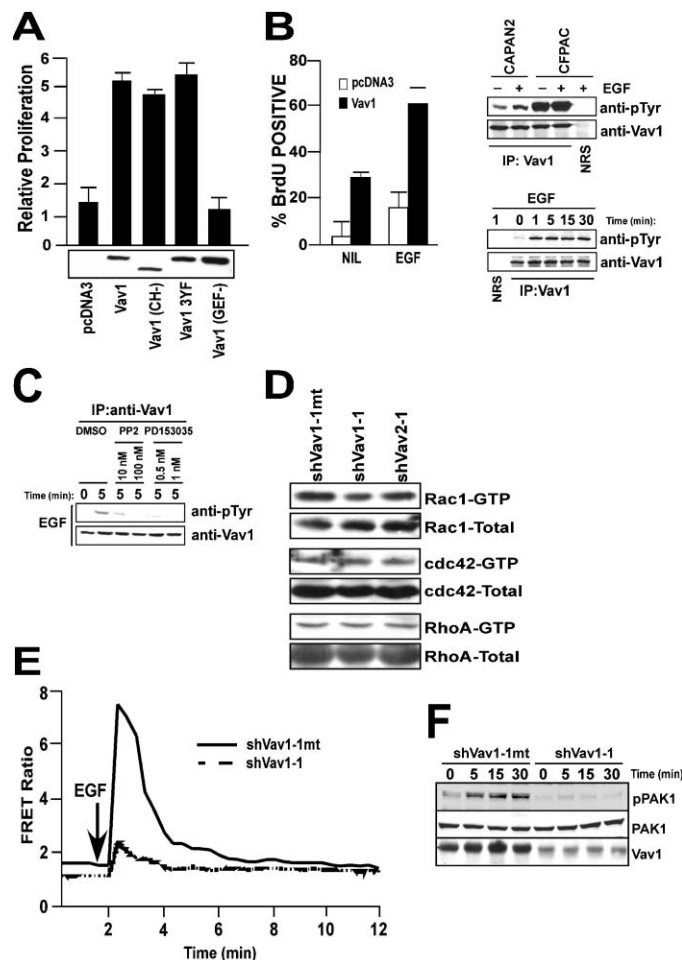 A
Relative Proliferation
6
5
4
3
2
1
0
pcDNA3
Vav1
Vav1 (CH-)
Vav1 3YF
Vav1 (GEF-)
B
% BrdU POSITIVE
80
60
40
20
0
pcDNA3
Vav1
NIL EGF
CAPAN2 CFPAC
– + – + + EGF
anti-pTyr
anti-Vav1
IP: Vav1 NRS
EGF
1 0 1 5 15 30 Time (min):
anti-pTyr
anti-Vav1
NRS IP:Vav1
C
IP:anti-Vav1
DMSO PP2 PD153035
10 nM 100 nM 0.5 nM 1 nM
Time (min): 0 5 5 5 5 5
EGF
anti-pTyr
anti-Vav1
D
shVav1-1mt shVav1-1 shVav2-1
Rac1-GTP
Rac1-Total
cdc42-GTP
cdc42-Total
RhoA-GTP
RhoA-Total
E
FRET Ratio
8
6
4
2
0
EGF
shVav1-1mt
shVav1-1
2 4 6 8 10 12
Time (min)
F
shVav1-1mt shVav1-1
0 5 15 30 0 5 15 30 Time (min)
pPAK1
PAK1
Vav1